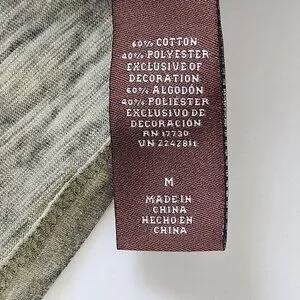 60% COTTON
40% POLYESTER
EXCLUSIVE OF
DECORATION
60% ALGODÓN
40% POLIÉSTER
EXCLUSIVO DE
DECORACIÓN
RN 17730
VN 2242811
M
MADE IN
CHINA
HECHO EN
CHINA